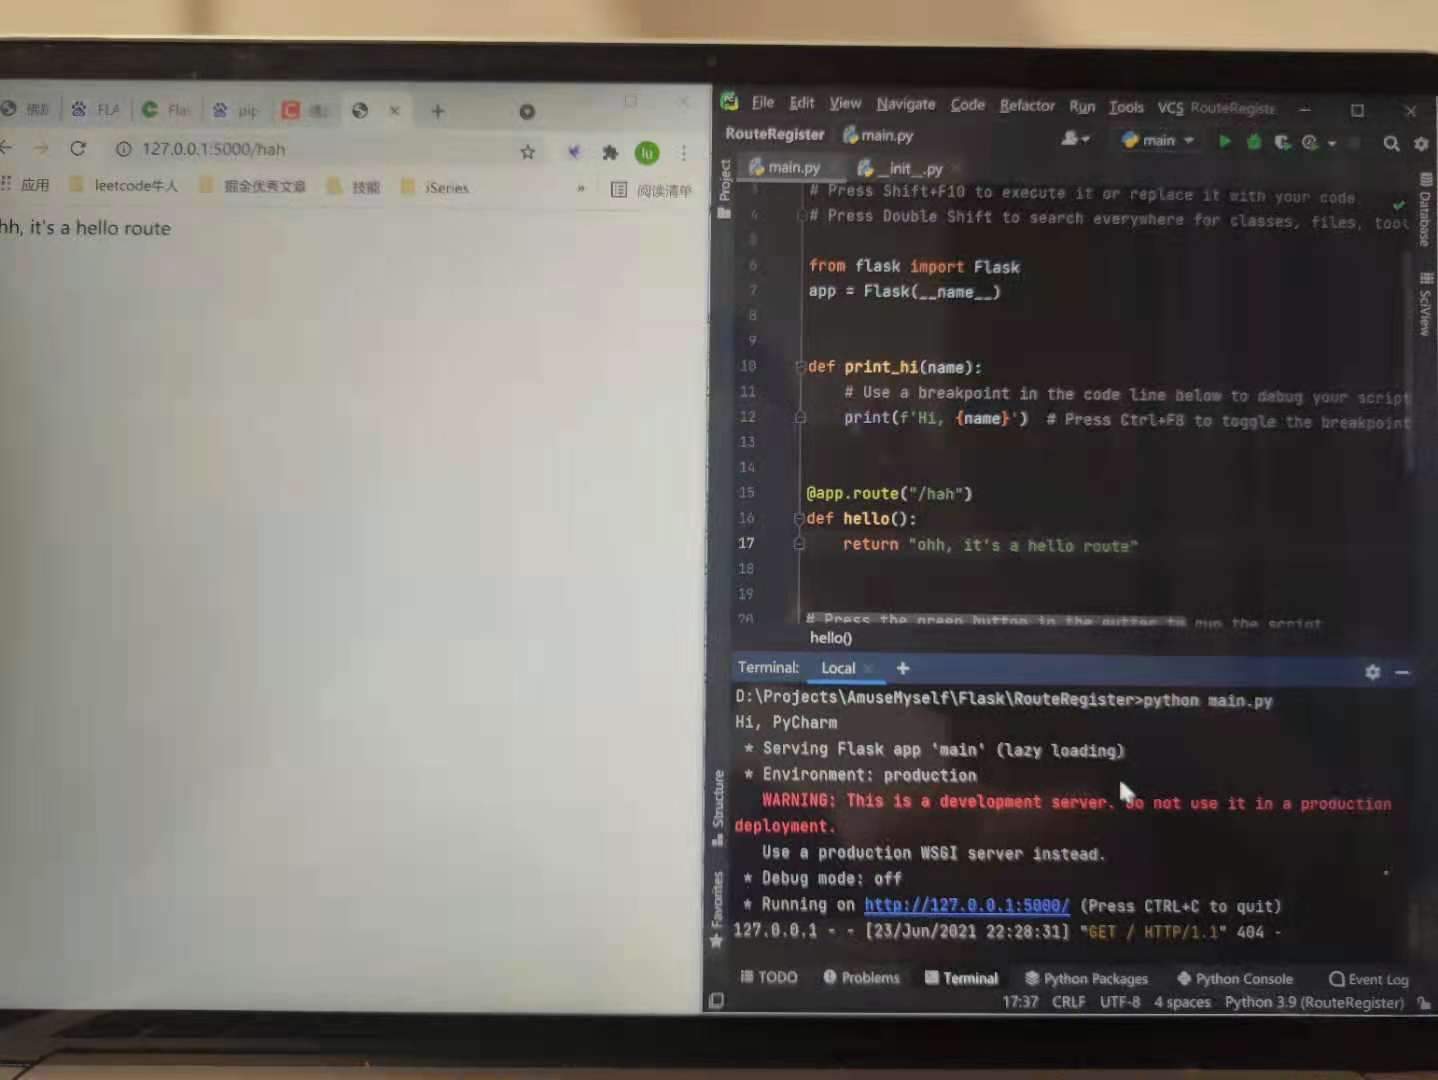 FLA
Flas
pip
127.0.0.1:5000/hah
lu
应用
leetcode牛人
掘金优秀文章
技能
JSeries
»
阅读清单
hh, it's a hello route
File Edit View Navigate Code Refactor Run Tools VCS RouteRegiste
RouteRegister main.py
main
main.py
__init__.py
Project
Database
SciView
3 # Press Shift+F10 to execute it or replace it with your code
4 # Press Double Shift to search everywhere for classes, files, tool
5
6 from flask import Flask
7 app = Flask(__name__)
8
9
10 def print_hi(name):
11 # Use a breakpoint in the code line below to debug your script
12 print(f'Hi, {name}') # Press Ctrl+F8 to toggle the breakpoint
13
14
15 @app.route("/hah")
16 def hello():
17 return "ohh, it's a hello route"
18
19
20 # Press the green button in the gutter to run the script
hello()
Terminal: Local
D:\Projects\AmuseMyself\Flask\RouteRegister>python main.py
Hi, PyCharm
* Serving Flask app 'main' (lazy loading)
* Environment: production
WARNING: This is a development server. Do not use it in a production
deployment.
Use a production WSGI server instead.
* Debug mode: off
* Running on http://127.0.0.1:5000/ (Press CTRL+C to quit)
127.0.0.1 - - [23/Jun/2021 22:28:31] "GET / HTTP/1.1" 404 -
Structure
Favorites
TODO Problems Terminal Python Packages Python Console Event Log
17:37 CRLF UTF-8 4 spaces Python 3.9 (RouteRegister)